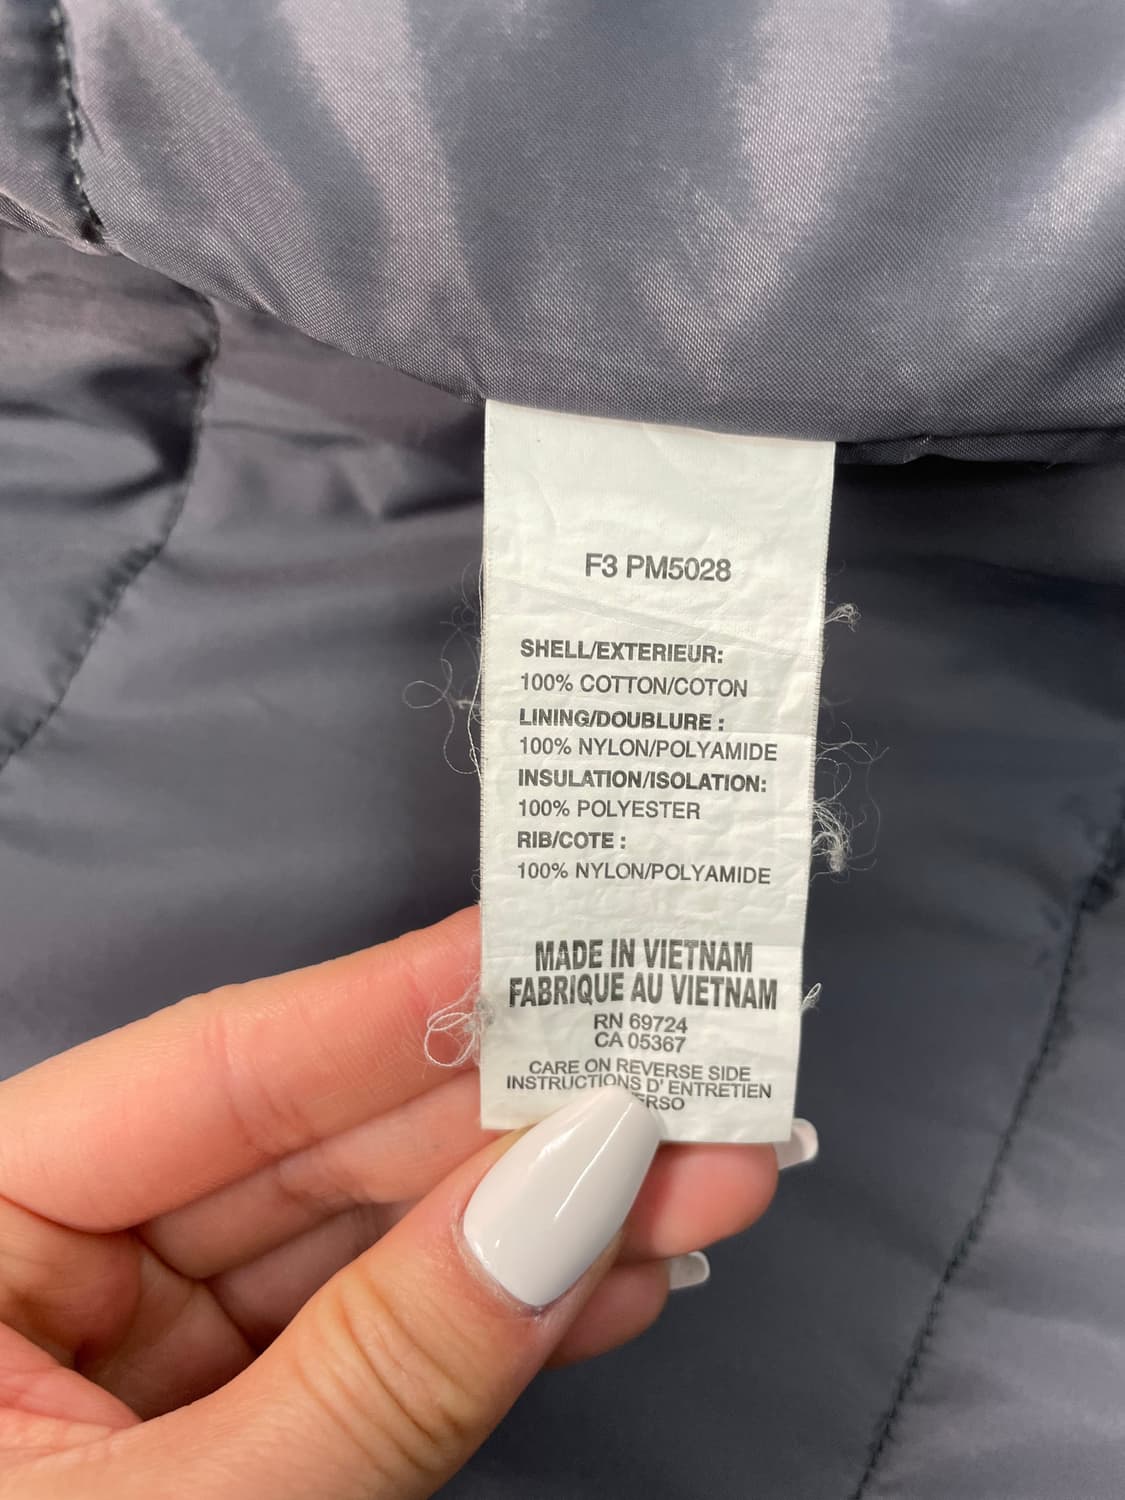 F3 PM5028
SHELL/EXTERIEUR:
100% COTTON/COTON
LINING/DOUBLURE :
100% NYLON/POLYAMIDE
INSULATION/ISOLATION:
100% POLYESTER
RIB/COTE :
100% NYLON/POLYAMIDE
MADE IN VIETNAM
FABRIQUE AU VIETNAM
RN 69724
CA 05367
CARE ON REVERSE SIDE
INSTRUCTIONS D' ENTRETIEN